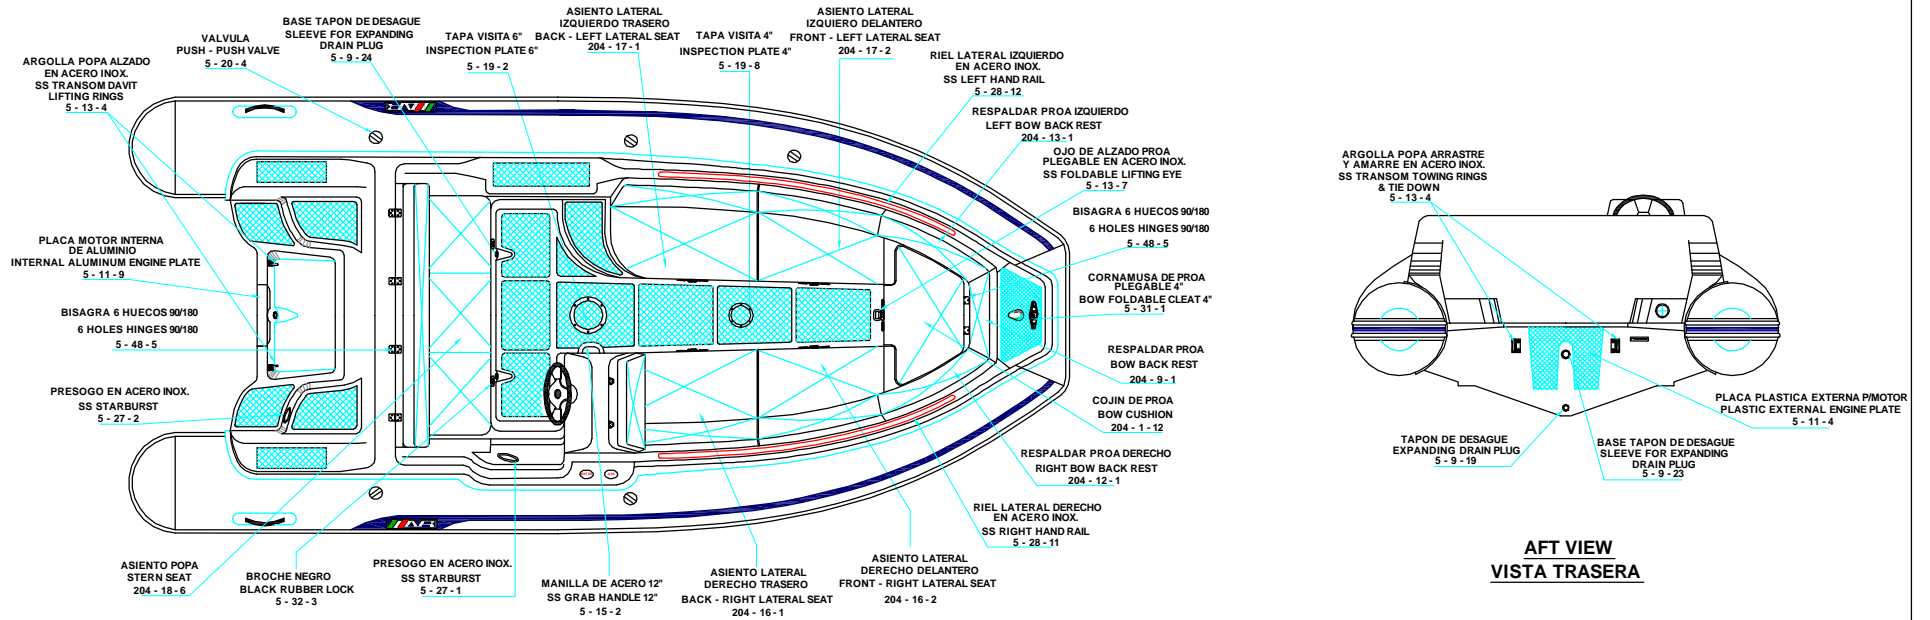 ARGOLLA POPA ALZADO
EN ACERO INOX.
SS TRANSOM DAVIT
LIFTING RINGS
5 - 13 - 4
VALVULA
PUSH - PUSH VALVE
5 - 20 - 4
BASE TAPON DE DESAGUE
SLEEVE FOR EXPANDING
DRAIN PLUG
5 - 9 - 24
TAPA VISITA 6"
INSPECTION PLATE 6"
5 - 19 - 2
ASIENTO LATERAL
IZQUIERDO TRASERO
BACK - LEFT LATERAL SEAT
204 - 17 - 1
TAPA VISITA 4"
INSPECTION PLATE 4"
5 - 19 - 8
ASIENTO LATERAL
IZQUIERO DELANTERO
FRONT - LEFT LATERAL SEAT
204 - 17 - 2
RIEL LATERAL IZQUIERDO
EN ACERO INOX.
SS LEFT HAND RAIL
5 - 28 - 12
RESPALDAR PROA IZQUIERDO
LEFT BOW BACK REST
204 - 13 - 1
OJO DE ALZADO PROA
PLEGABLE EN ACERO INOX.
SS FOLDABLE LIFTING EYE
5 - 13 - 7
BISAGRA 6 HUECOS 90/180
6 HOLES HINGES 90/180
5 - 48 - 5
CORNAMUSA DE PROA
PLEGABLE 4"
BOW FOLDABLE CLEAT 4"
5 - 31 - 1
RESPALDAR PROA
BOW BACK REST
204 - 9 - 1
COJIN DE PROA
BOW CUSHION
204 - 1 - 12
RESPALDAR PROA DERECHO
RIGHT BOW BACK REST
204 - 12 - 1
RIEL LATERAL DERECHO
EN ACERO INOX.
SS RIGHT HAND RAIL
5 - 28 - 11
ASIENTO LATERAL
DERECHO DELANTERO
FRONT - RIGHT LATERAL SEAT
204 - 16 - 2
ASIENTO LATERAL
DERECHO TRASERO
BACK - RIGHT LATERAL SEAT
204 - 16 - 1
MANILLA DE ACERO 12"
SS GRAB HANDLE 12"
5 - 15 - 2
PRESOGO EN ACERO INOX.
SS STARBURST
5 - 27 - 1
BROCHE NEGRO
BLACK RUBBER LOCK
5 - 32 - 3
ASIENTO POPA
STERN SEAT
204 - 18 - 6
PRESOGO EN ACERO INOX.
SS STARBURST
5 - 27 - 2
BISAGRA 6 HUECOS 90/180
6 HOLES HINGES 90/180
5 - 48 - 5
PLACA MOTOR INTERNA
DE ALUMINIO
INTERNAL ALUMINUM ENGINE PLATE
5 - 11 - 9
AB
AB
ARGOLLA POPA ARRASTRE
Y AMARRE EN ACERO INOX.
SS TRANSOM TOWING RINGS
& TIE DOWN
5 - 13 - 4
PLACA PLASTICA EXTERNA P/MOTOR
PLASTIC EXTERNAL ENGINE PLATE
5 - 11 - 4
TAPON DE DESAGUE
EXPANDING DRAIN PLUG
5 - 9 - 19
BASE TAPON DE DESAGUE
SLEEVE FOR EXPANDING
DRAIN PLUG
5 - 9 - 23
AFT VIEW
VISTA TRASERA